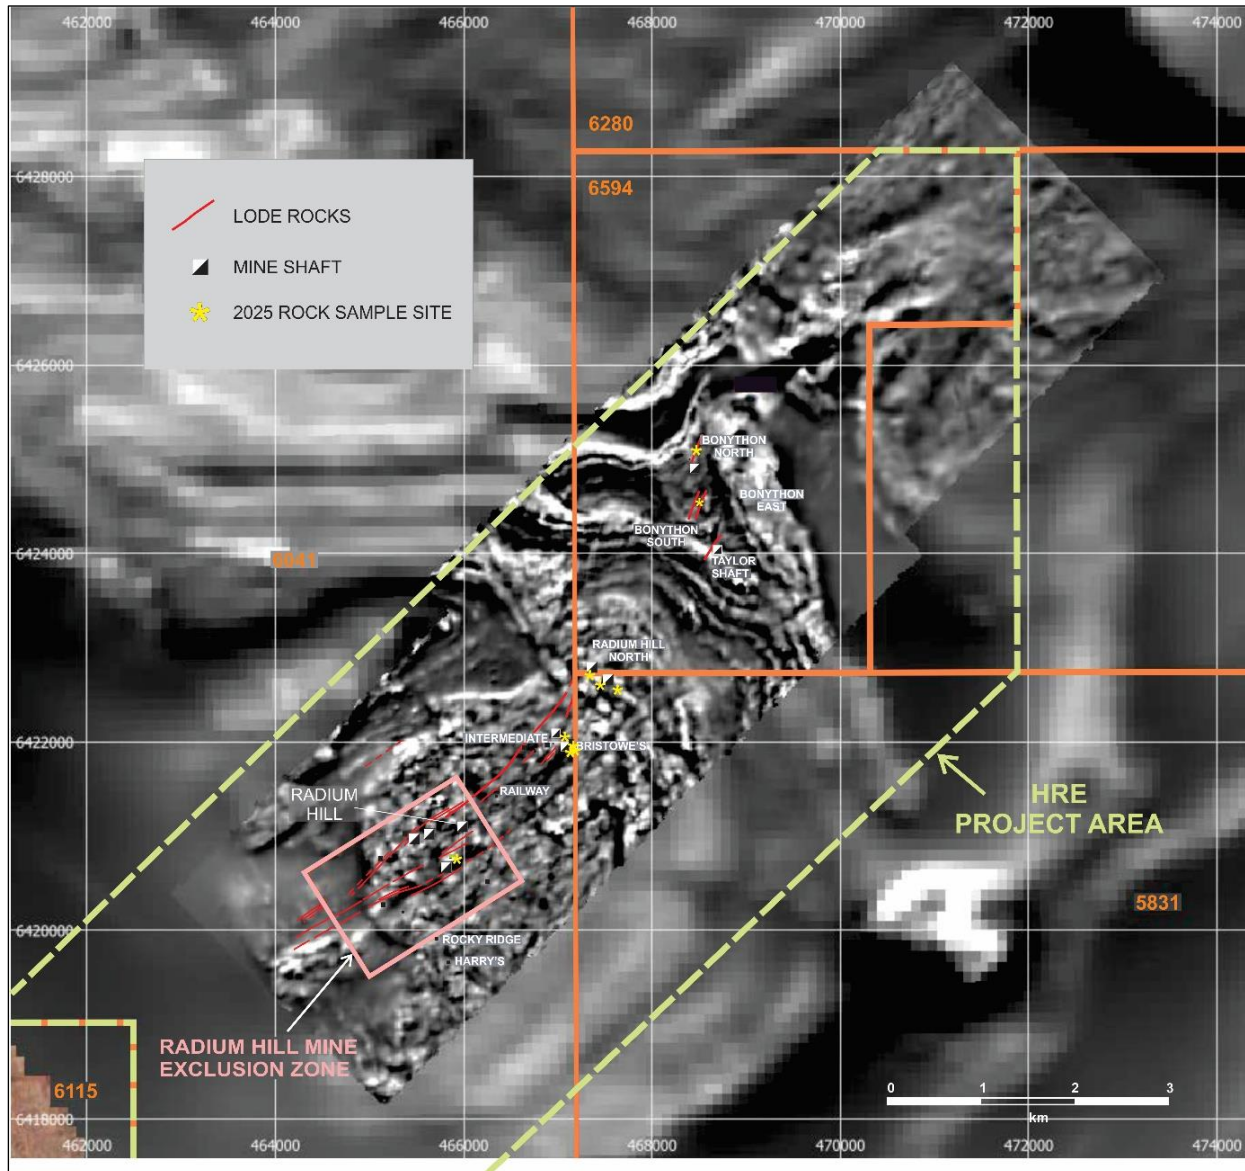 462000
464000
466000
468000
470000
472000
474000
6280
6594
6428000
LODE ROCKS
MINE SHAFT
2025 ROCK SAMPLE SITE
6426000
BONYTHON
NORTH
BONYTHON
EAST
BONYTHON
SOUTH
TAYLOR
SHAFT
6424000
6041
RADIUM HILL
NORTH
6422000
INTERMEDIATE
BRISTOWE'S
RAILWAY
RADIUM
HILL
HRE
PROJECT AREA
5831
6420000
ROCKY RIDGE
HARRY'S
RADIUM HILL MINE
EXCLUSION ZONE
6115
0 1 2 3
km
6418000
462000
464000
466000
468000
470000
472000
474000